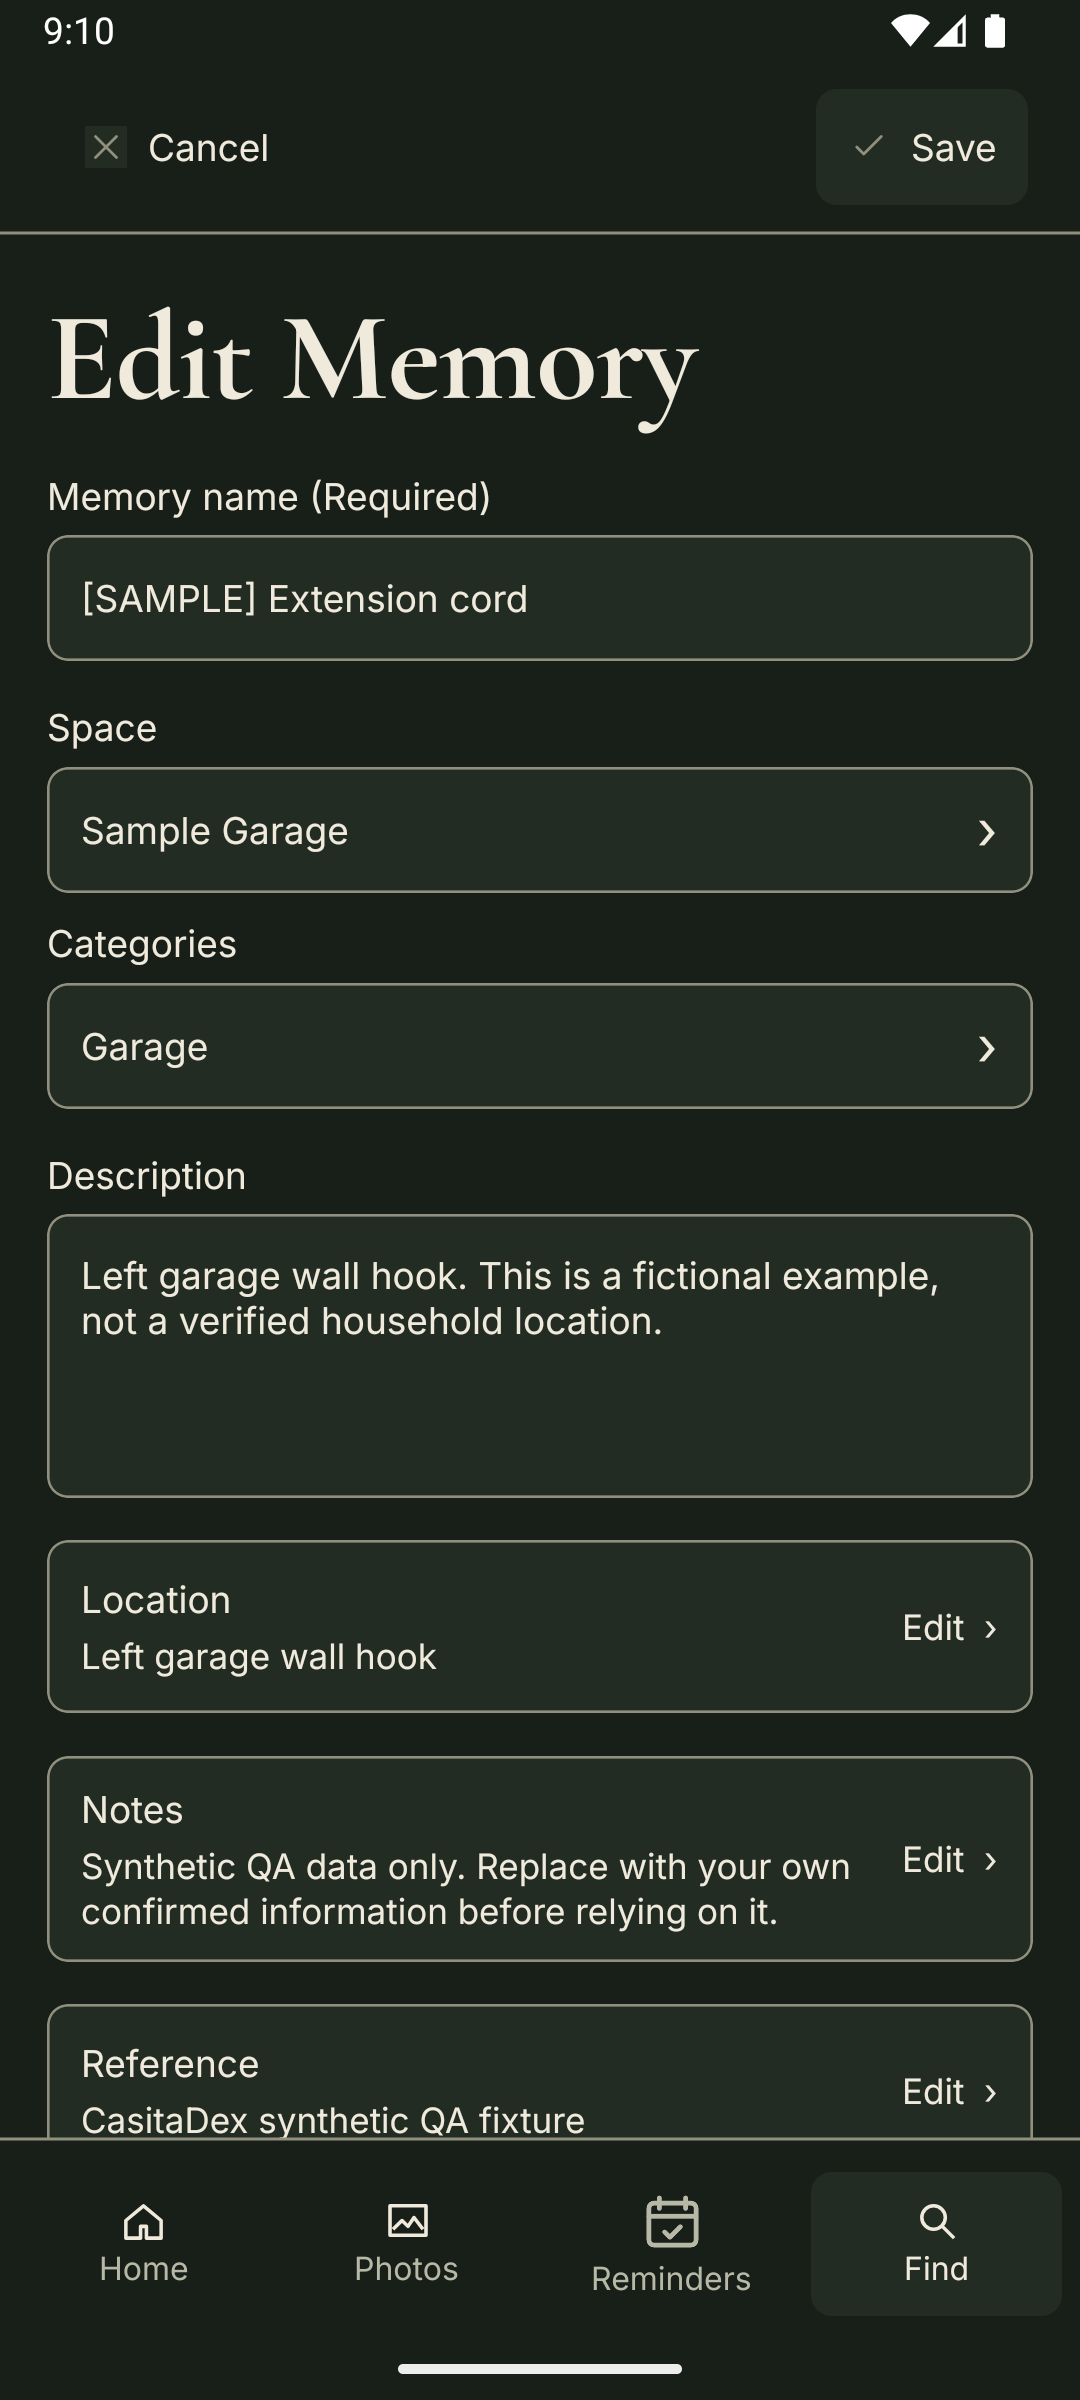 9:10
Cancel
Save
Edit Memory
Memory name (Required)
[SAMPLE] Extension cord
Space
Sample Garage
Categories
Garage
Description
Left garage wall hook. This is a fictional example,
not a verified household location.
Location
Left garage wall hook
Edit
Notes
Synthetic QA data only. Replace with your own
confirmed information before relying on it.
Edit
Reference
CasitaDex synthetic QA fixture
Edit
Home
Photos
Reminders
Find